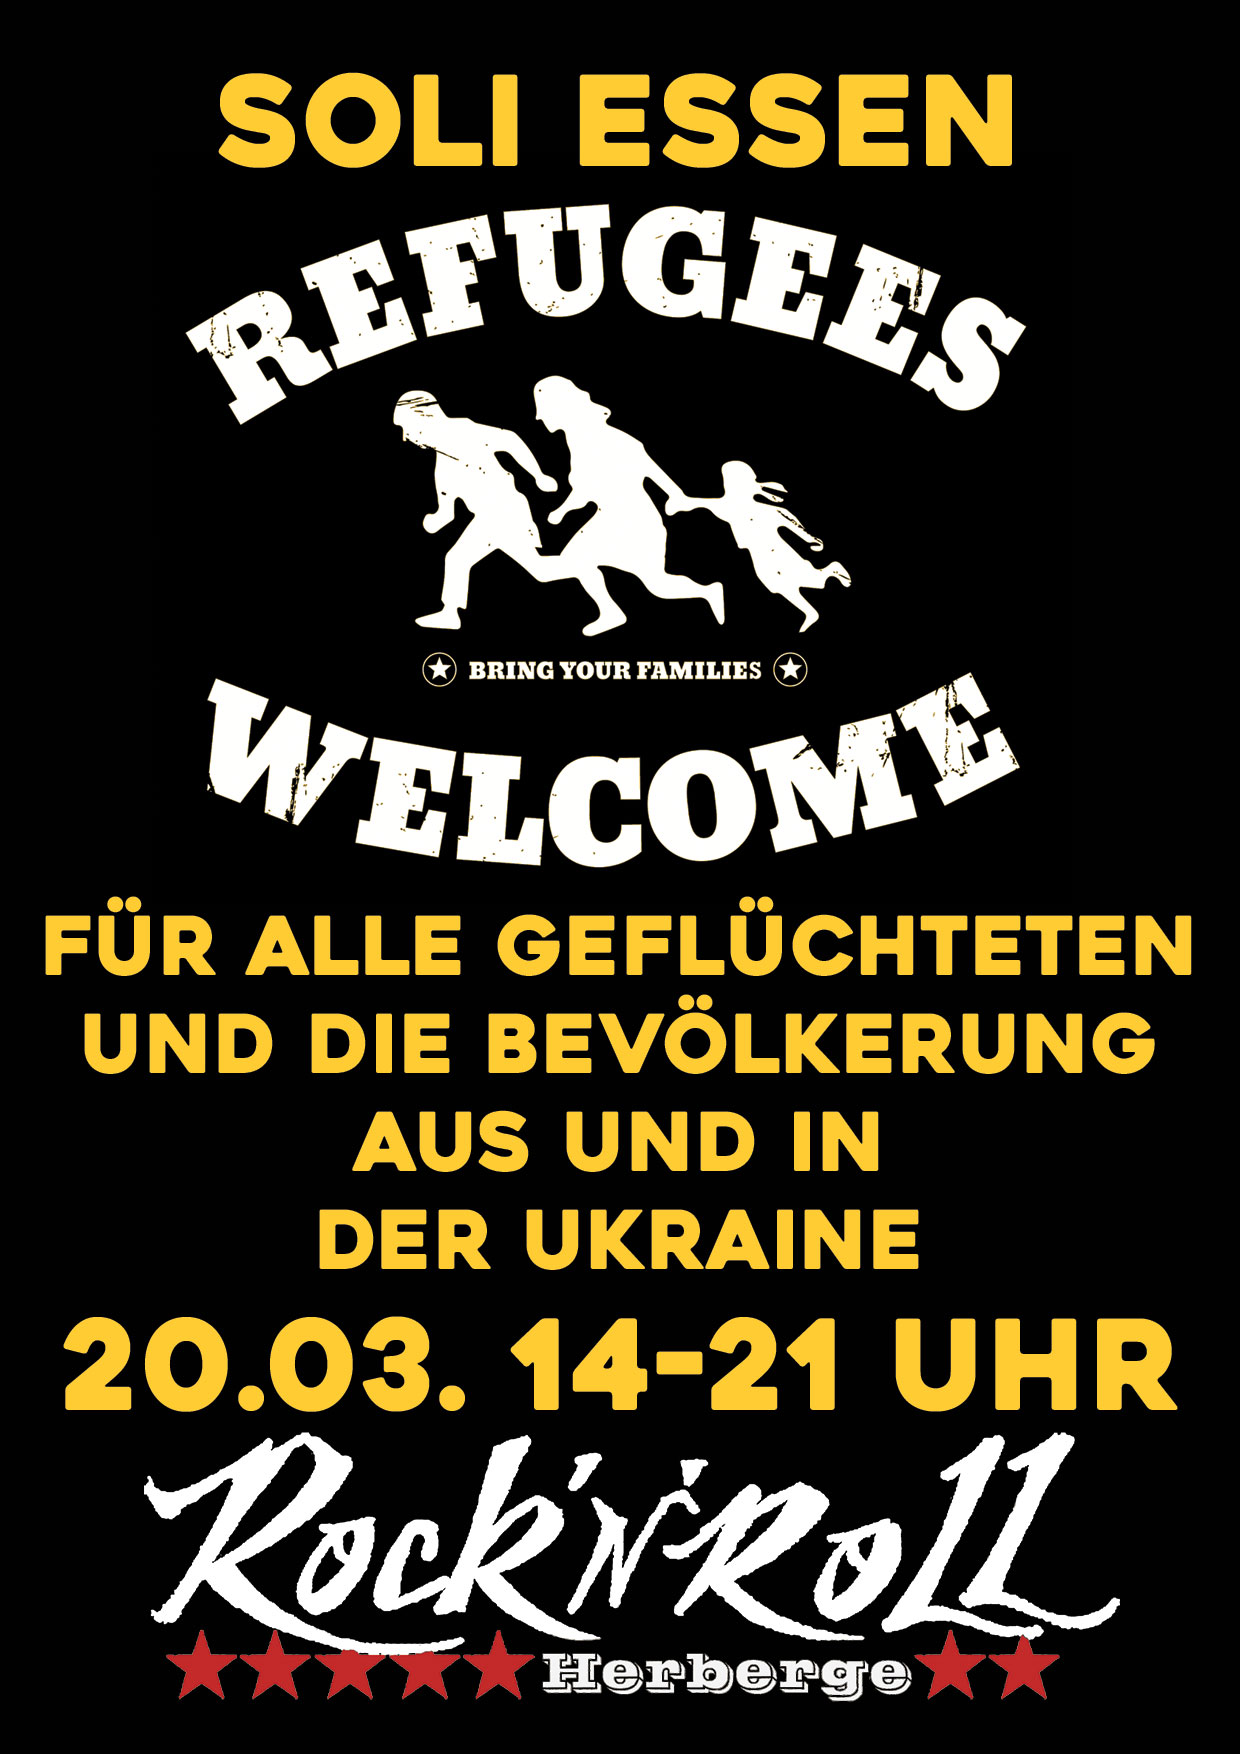 SOLI ESSEN
REFUGEES
BRING YOUR FAMILIES
WELCOME
FÜR ALLE GEFLÜCHTETEN
UND DIE BEVÖLKERUNG
AUS UND IN
DER UKRAINE
20.03. 14-21 UHR
Rock'n'Roll
Herberge